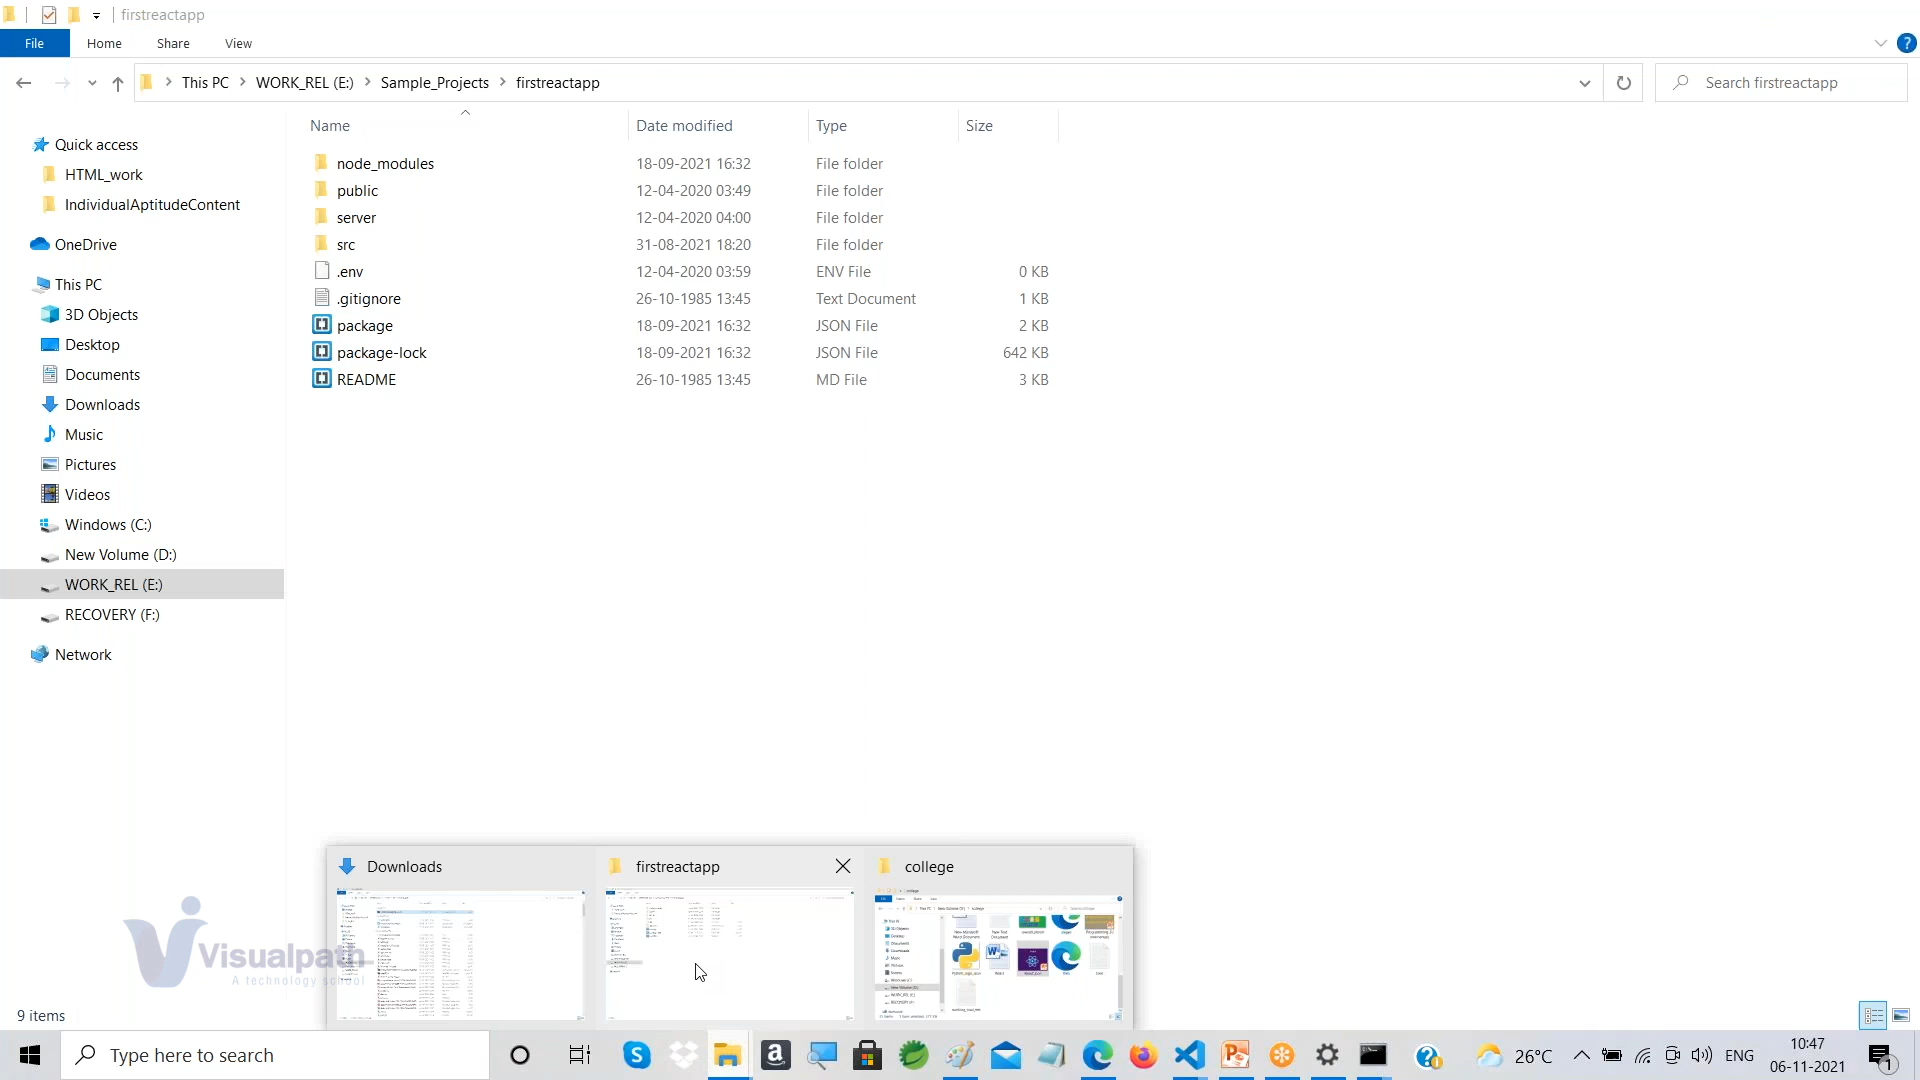 firstreactapp
File Home Share View
This PC WORK_REL (E:) Sample_Projects firstreactapp Search firstreactapp
Name Date modified Type Size
Quick access
HTML_work
IndividualAptitudeContent
OneDrive
This PC
3D Objects
Desktop
Documents
Downloads
Music
Pictures
Videos
Windows (C:)
New Volume (D:)
WORK_REL (E:)
RECOVERY (F:)
Network
node_modules 18-09-2021 16:32 File folder
public 12-04-2020 03:49 File folder
server 12-04-2020 04:00 File folder
src 31-08-2021 18:20 File folder
.env 12-04-2020 03:59 ENV File 0 KB
.gitignore 26-10-1985 13:45 Text Document 1 KB
package 18-09-2021 16:32 JSON File 2 KB
package-lock 18-09-2021 16:32 JSON File 642 KB
README 26-10-1985 13:45 MD File 3 KB
Downloads firstreactapp college
Visualpath
A technology school
9 items
Type here to search
26°C ENG
10:47
06-11-2021
1